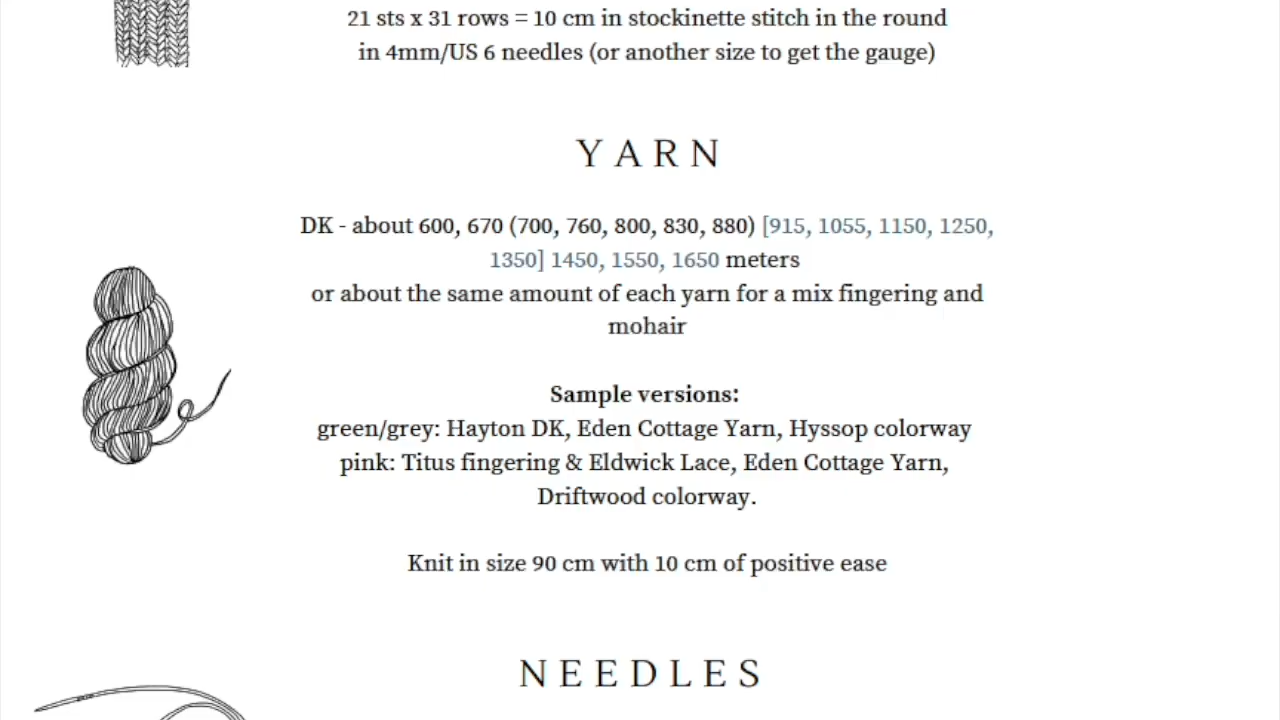 21 sts x 31 rows = 10 cm in stockinette stitch in the round
in 4mm/US 6 needles (or another size to get the gauge)
YARN
DK - about 600, 670 (700, 760, 800, 830, 880) [915, 1055, 1150, 1250,
1350] 1450, 1550, 1650 meters
or about the same amount of each yarn for a mix fingering and
mohair
Sample versions:
green/grey: Hayton DK, Eden Cottage Yarn, Hyssop colorway
pink: Titus fingering & Eldwick Lace, Eden Cottage Yarn,
Driftwood colorway.
Knit in size 90 cm with 10 cm of positive ease
NEEDLES